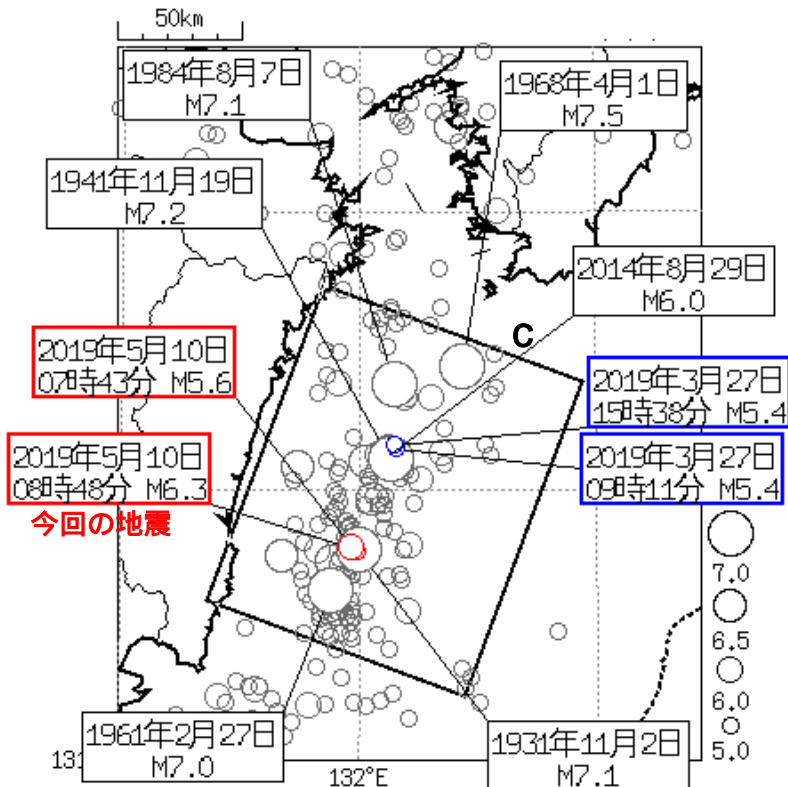 50km
1984年8月7日
M7.1
1968年4月1日
M7.5
1941年11月19日
M7.2
2014年8月29日
M6.0
C
2019年5月10日
07時43分 M5.6
2019年3月27日
15時38分 M5.4
2019年5月10日
08時48分 M6.3
2019年3月27日
09時11分 M5.4
今回の地震
7.0
6.5
6.0
5.0
1961年2月27日
M7.0
1931年11月2日
M7.1
132°E